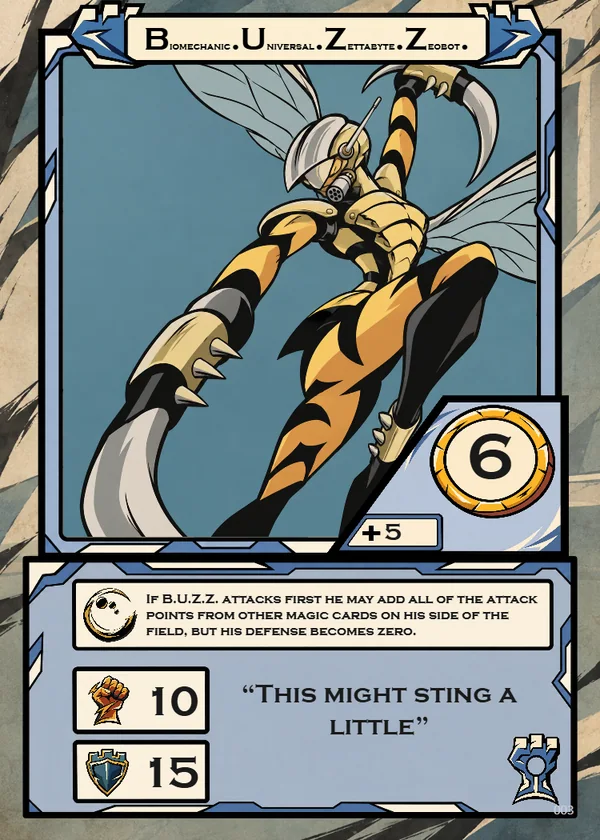 Biomechanic.Universal.Zettabyte.Zeobot.
6
+5
If B.U.Z.Z. attacks first he may add all of the attack
points from other magic cards on his side of the
field, but his defense becomes zero.
10
“This might sting a
little”
15
003